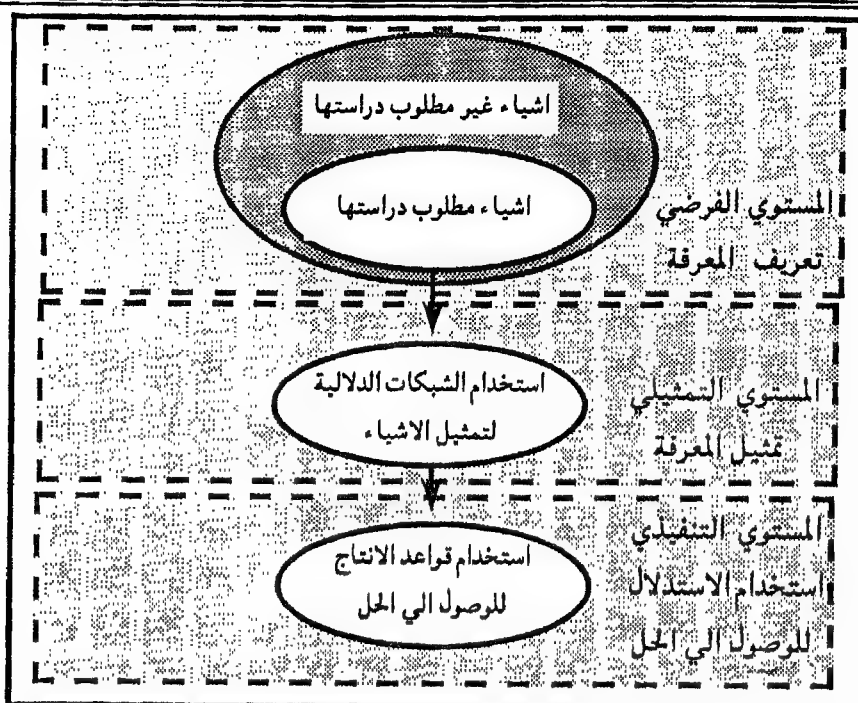 اشياء غير مطلوب دراستها
اشياء مطلوب دراستها
المستوي الفرضي
تعريف المعرفة
استخدام الشبكات الدلالية
لتمثيل الاشياء
المستوي التمثيلي
تمثيل المعرفة
استخدام قواعد الانتاج
للوصول الي الحل
المستوي التنفيذي
استخدام الاستدلال
للوصول الي الحل